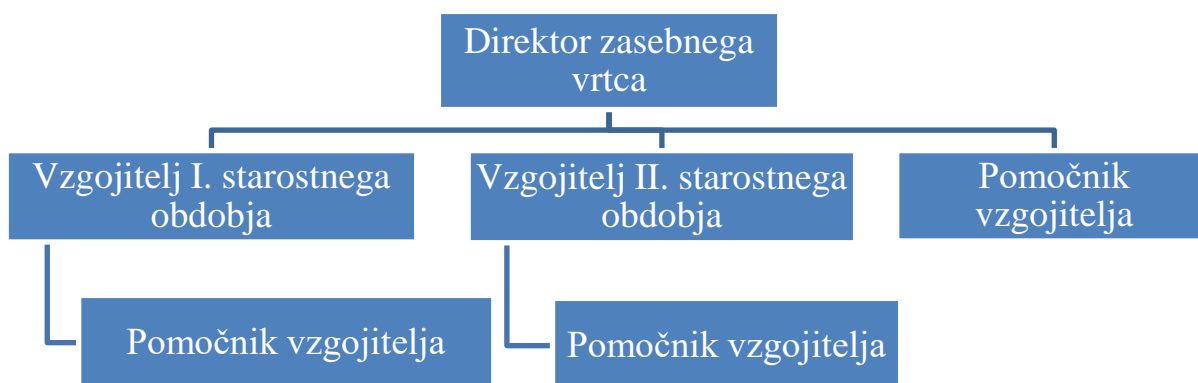 Direktor zasebnega
vrtca
Vzgojitelj I. starostnega
obdobja
Vzgojitelj II. starostnega
obdobja
Pomočnik
vzgojitelja
Pomočnik vzgojitelja
Pomočnik vzgojitelja